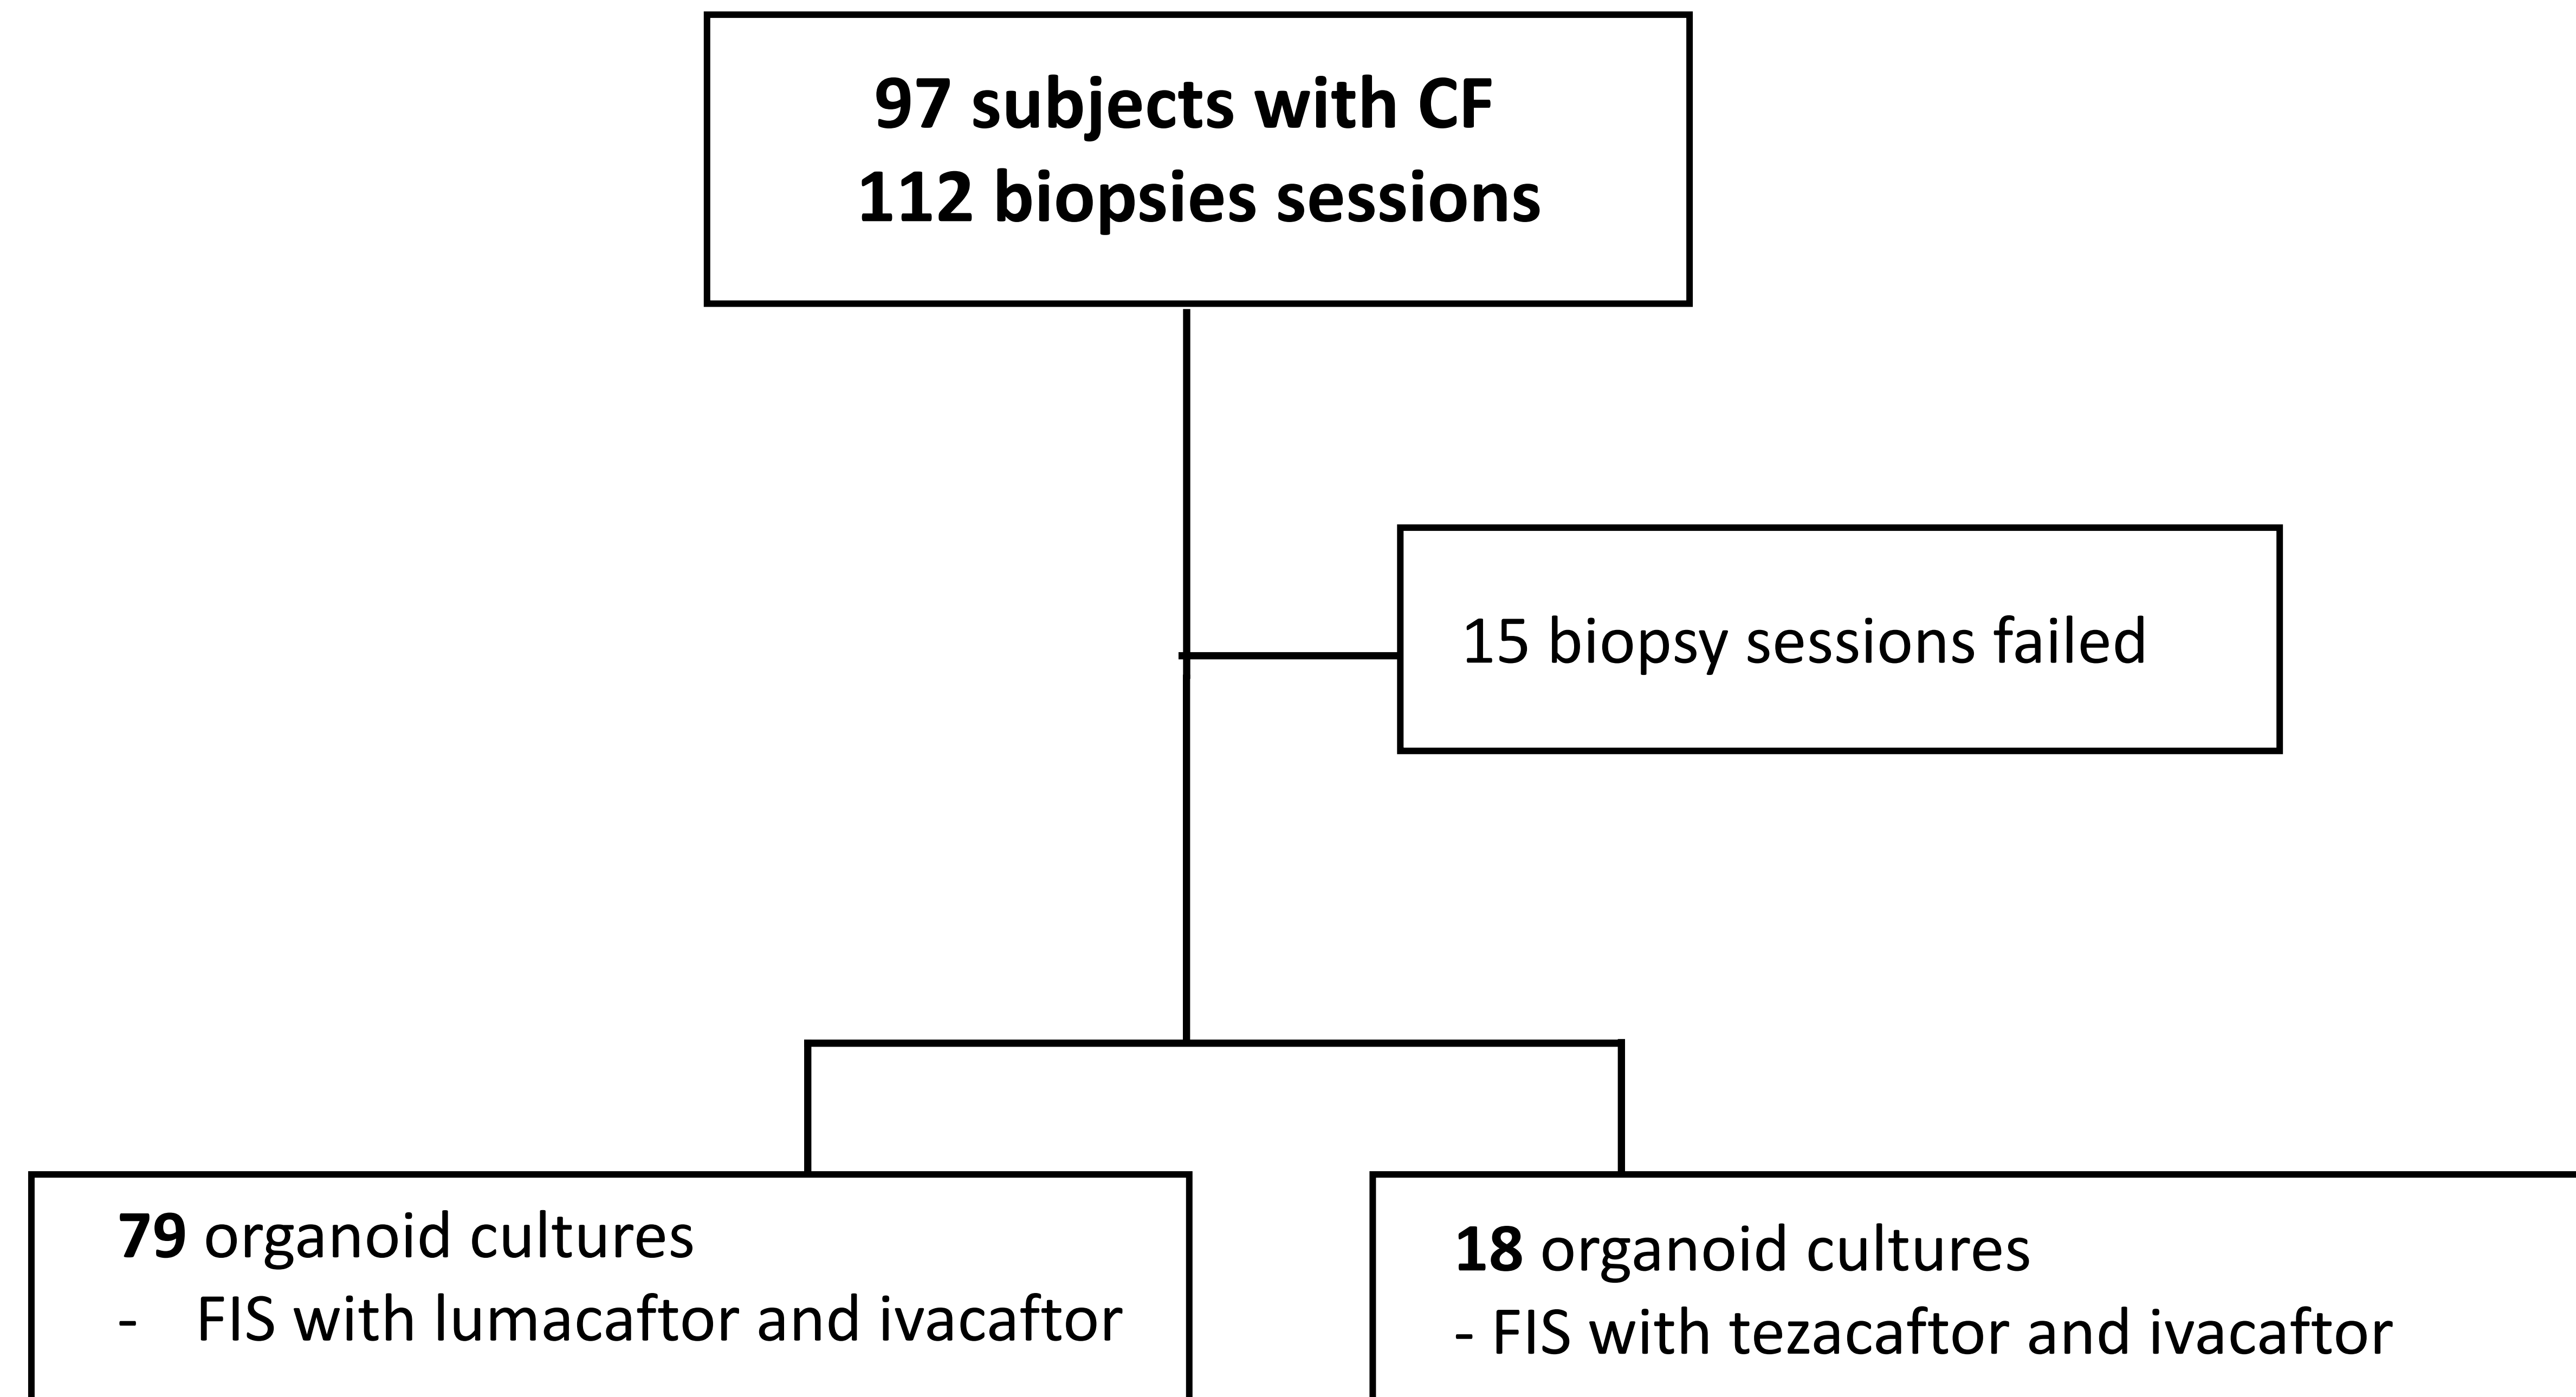 97 subjects with CF
112 biopsies sessions
15 biopsy sessions failed
79 organoid cultures
- FIS with lumacaftor and ivacaftor
18 organoid cultures
- FIS with tezacaftor and ivacaftor